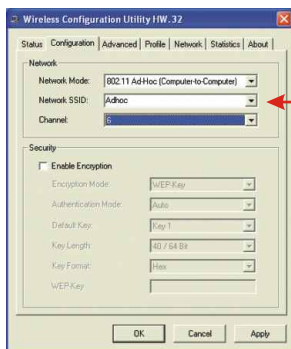 Wireless Configuration Utility HW.32
Status Configuration Advanced Profile Network Statistics About
Network
Network Mode: 802.11 Ad-Hoc (Computer-to-Computer)
Network SSID: Adhoc
Channel: 6
Security
Enable Encryption
Encryption Mode: WEP-Key
Authentication Mode: Auto
Default Key: Key 1
Key Length: 40 / 64 Bit
Key Format: Hex
WEP-Key
OK Cancel Apply